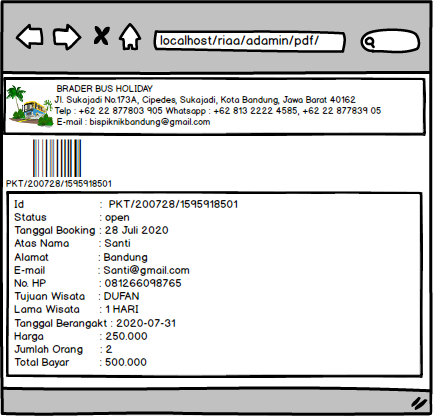 localhost/riaa/adamin/pdf/
BRADER BUS HOLIDAY
Jl. Sukajadi No.173A, Cipedes, Sukajadi, Kota Bandung, Jawa Barat 40162
Telp : +62 22 877803 905 Whatsapp : +62 813 2222 4585, +62 22 877839 05
E-mail : bispiknikbandung@gmail.com
PKT/200728/1595918501
Id : PKT/200728/1595918501
Status : open
Tanggal Booking : 28 Juli 2020
Atas Nama : Santi
Alamat : Bandung
E-mail : Santi@gmail.com
No. HP : 081266098765
Tujuan Wisata : DUFAN
Lama Wisata : 1 HARI
Tanggal Berangakt : 2020-07-31
Harga : 250.000
Jumlah Orang : 2
Total Bayar : 500.000